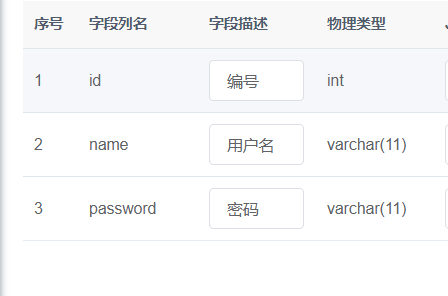 序号 字段列名 字段描述 物理类型
1 id 编号 int
2 name 用户名 varchar(11)
3 password 密码 varchar(11)